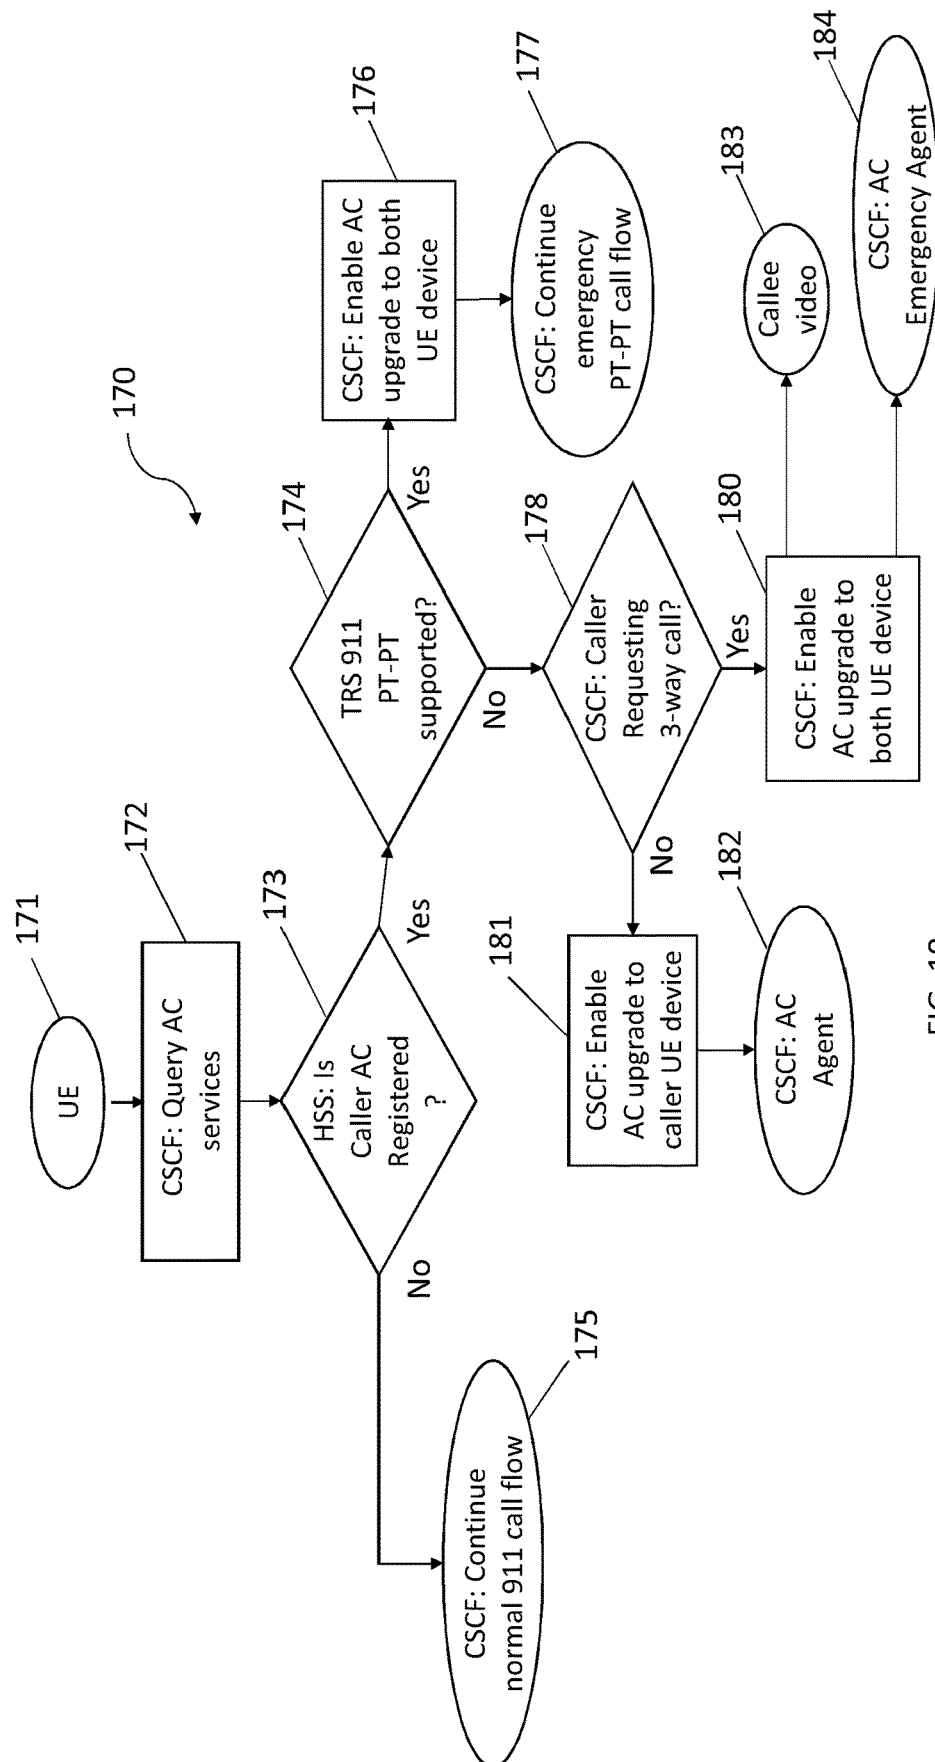 170
171
UE
172
CSCF: Query AC
services
173
HSS: Is
Caller AC
Registered
?
Yes
No
174
TRS 911
PT-PT
supported?
Yes
No
175
CSCF: Continue
normal 911 call flow
176
CSCF: Enable AC
upgrade to both
UE device
177
CSCF: Continue
emergency
PT-PT call flow
178
CSCF: Caller
Requesting
3-way call?
Yes
No
180
CSCF: Enable
AC upgrade to
both UE device
181
CSCF: Enable
AC upgrade to
caller UE device
182
CSCF: AC
Agent
183
Callee
video
184
CSCF: AC
Emergency Agent